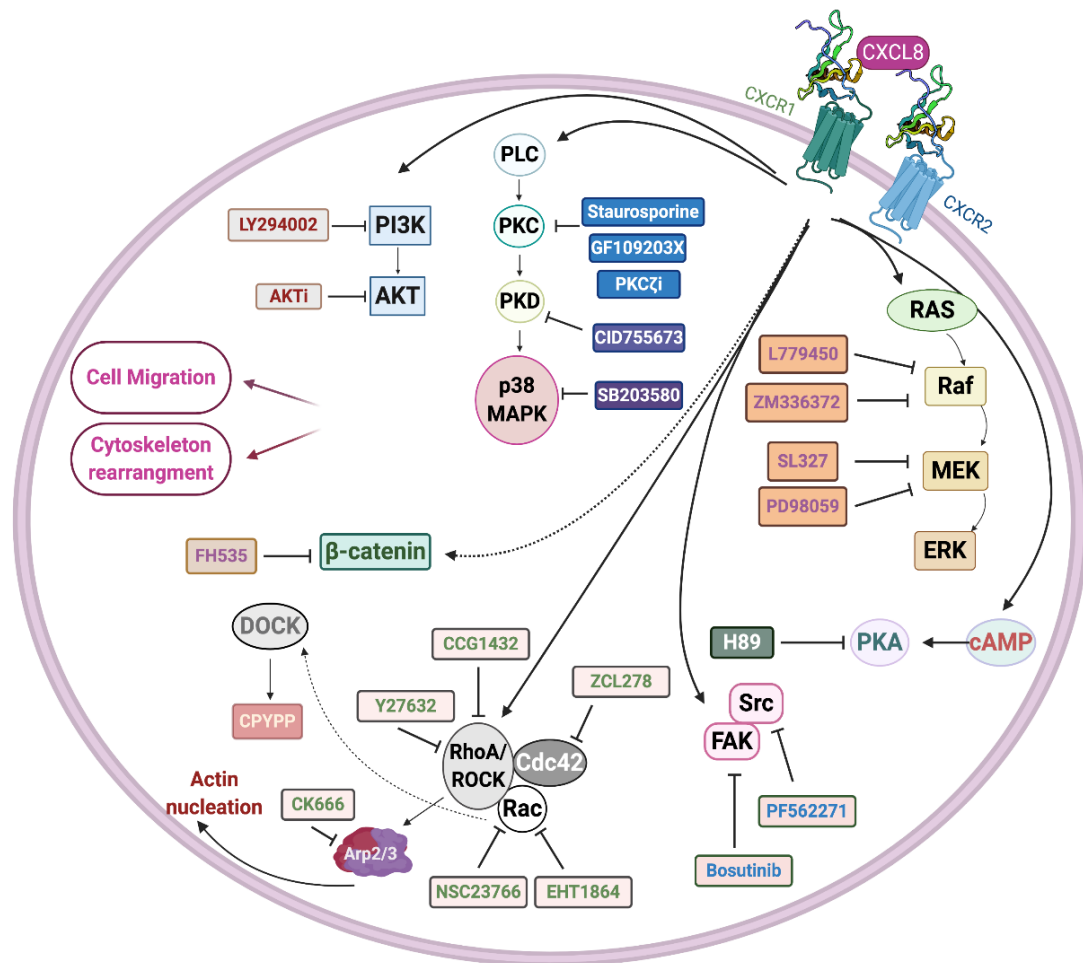 CXCL8
CXCR1
CXCR2
PLC
PKC
PKD
p38
MAPK
Staurosporine
GF109203X
PKCζi
CID755673
SB203580
LY294002
PI3K
AKTi
AKT
Cell Migration
Cytoskeleton
rearrangment
RAS
L779450
Raf
ZM336372
SL327
MEK
PD98059
ERK
FH535
β-catenin
H89
PKA
cAMP
DOCK
CPYPP
CCG1432
Y27632
ZCL278
RhoA/
ROCK
Cdc42
Rac
Src
FAK
PF562271
Bosutinib
Actin
nucleation
CK666
Arp2/3
NSC23766
EHT1864